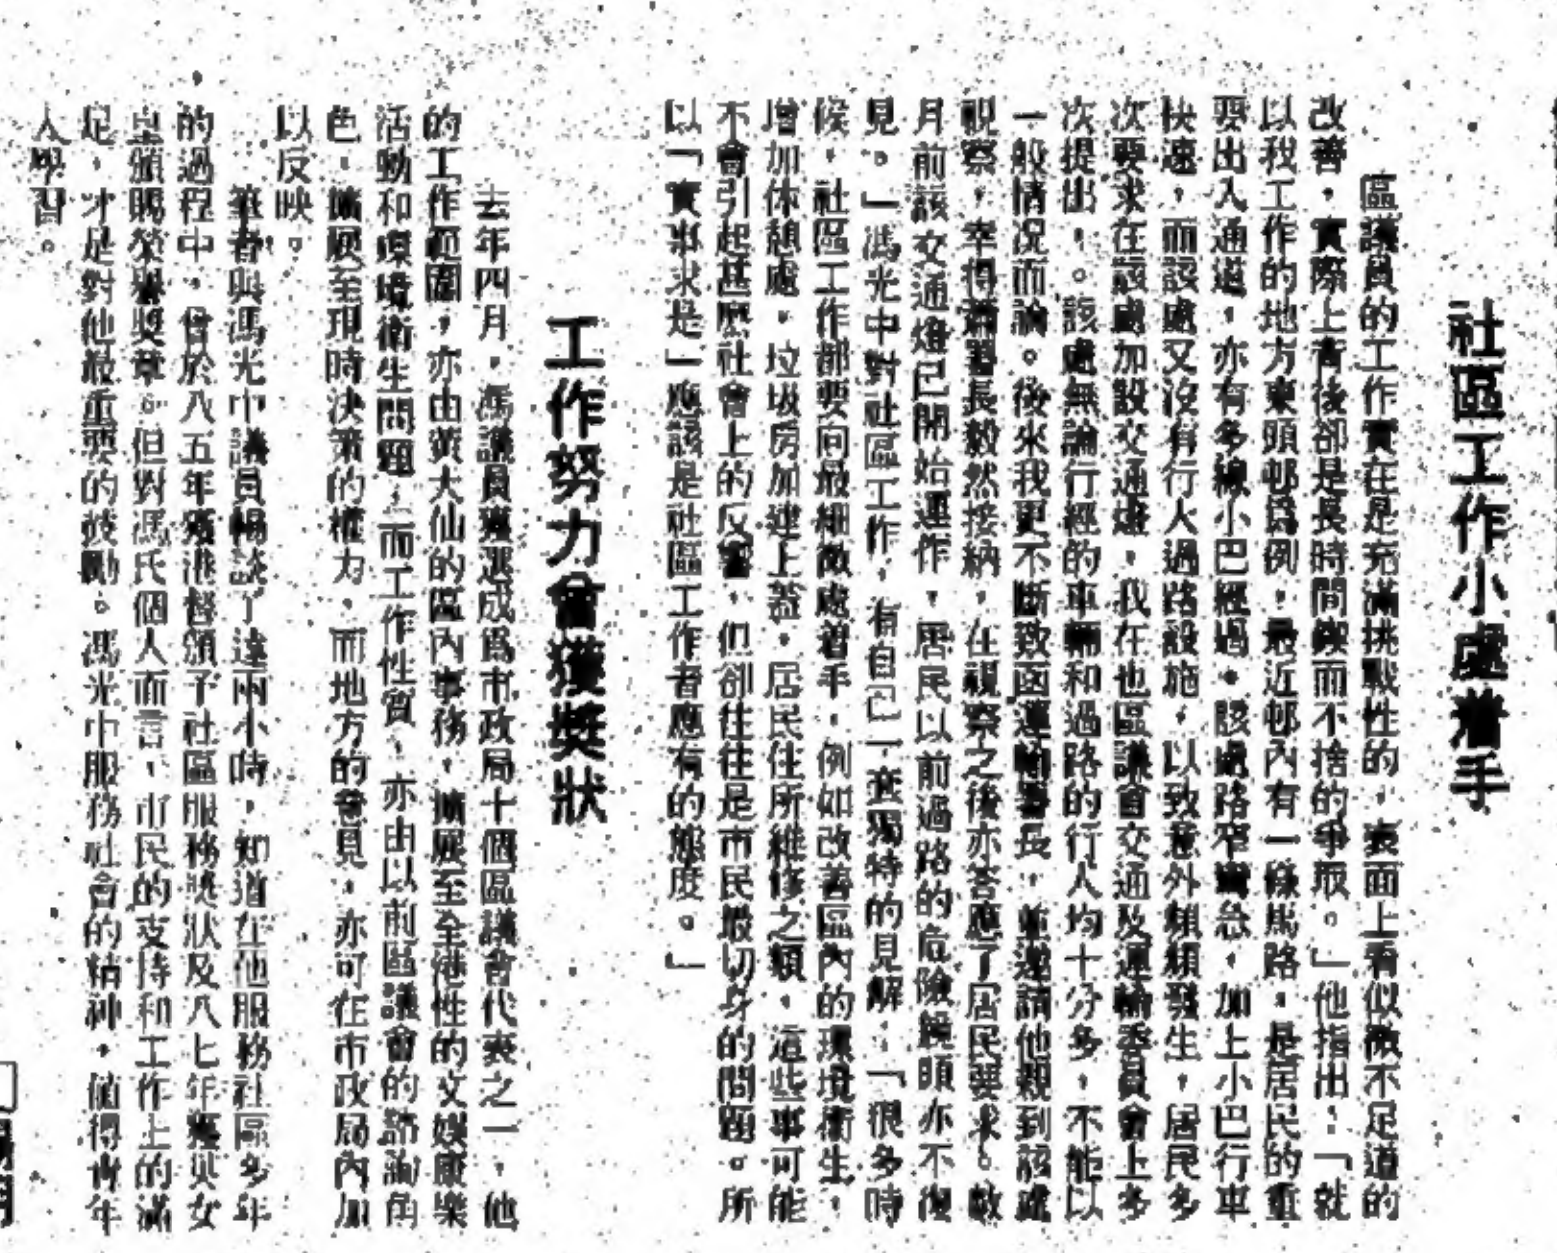 社區工作小處着手
區議員的工作實在是充滿挑戰性的，表面上看似微不足道的
改善，實際上背後卻是長時間鍥而不捨的爭取。」他指出：「就
以我工作的地方東頭邨爲例，最近邨內有一條馬路，是居民的重
要出入通道，亦有多線小巴經過。該處路窄彎急，加上小巴行車
快速，而該處又沒有行人過路設施，以致意外頻頻發生，居民多
次要求在該處加設交通燈，我在也區議會交通及運輸委員會上多
次提出，。該處無論行經的車輛和過路的行人均十分多，不能以
一般情况而論。後來我更不斷致函運輸署長，並邀請他親到該處
視察，幸得蕭署長毅然接納，在視察之後亦答應了居民要求。數
月前該交通燈已開始運作，居民以前過路的危險鏡頭亦不復
見。」馮光中對社區工作，有自己一套獨特的見解，「很多時
候，社區工作都要向最細微處着手，例如改善區內的環境衞生，
增加休憩處，垃圾房加建上蓋，居民住所維修之類，這些事可能
不會引起甚麽社會上的反響，但卻往往是市民最切身的問題。所
以「實事求是」應該是社區工作者應有的態度。」
工作努力會獲獎狀
去年四月，馮議員獲選成爲市政局十個區議會代表之一，他
的工作範圍，亦由黃大仙的區內事務，擴展至全港性的文娛康樂
活動和環境衞生問題，而工作性質，亦由以前區議會的諮詢角
色，擴展至現時決策的權力，而地方的意見，亦可在市政局內加
以反映。
筆者與馮光中議員暢談了達兩小時，知道在他服務社區多年
的過程中，曾於八五年獲港督頒予社區服務獎狀及八七年獲英女
皇頒賜榮譽獎章。但對馮氏個人而言，市民的支持和工作上的滿
足，才是對他最重要的鼓勵。馮光中服務社會的精神，值得靑年
人學習。